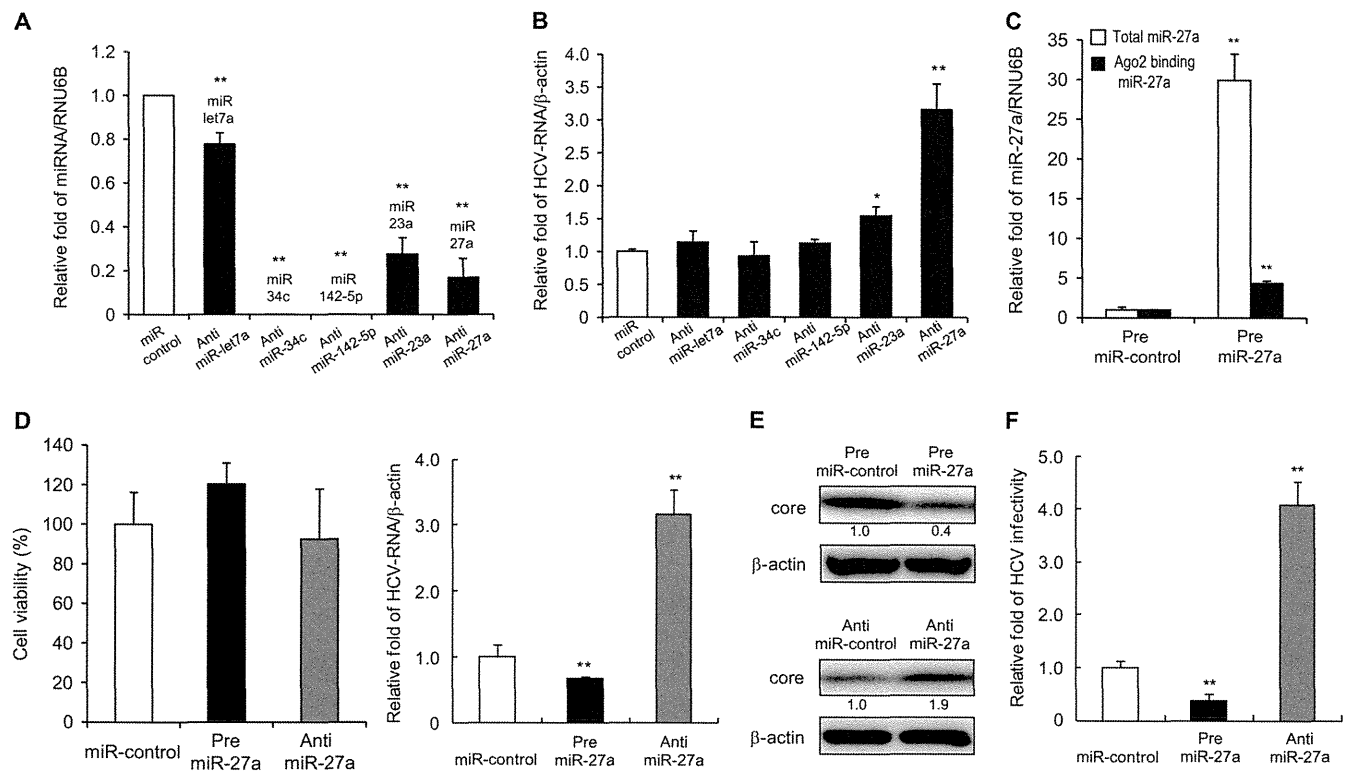 A
Relative fold of miRNA/RNU6B
1.2
1.0
0.8
0.6
0.4
0.2
0
**
miR
let7a
**
miR
34c
**
miR
142-5p
**
miR
23a
**
miR
27a
miR
control
Anti
miR-let7a
Anti
miR-34c
Anti
miR-142-5p
Anti
miR-23a
Anti
miR-27a
B
Relative fold of HCV-RNA/β-actin
4.0
3.5
3.0
2.5
2.0
1.5
1.0
0.5
0
*
**
miR
control
Anti
miR-let7a
Anti
miR-34c
Anti
miR-142-5p
Anti
miR-23a
Anti
miR-27a
C
Relative fold of miR-27a/RNU6B
35
30
25
20
15
10
5
0
Total miR-27a
Ago2 binding
miR-27a
**
**
Pre
miR-control
Pre
miR-27a
D
Cell viability (%)
140
120
100
80
60
40
20
0
miR-control
Pre
miR-27a
Anti
miR-27a
Relative fold of HCV-RNA/β-actin
4.0
3.0
2.0
1.0
0
**
**
miR-control
Pre
miR-27a
Anti
miR-27a
E
Pre
miR-control
Pre
miR-27a
core
1.0
0.4
β-actin
Anti
miR-control
Anti
miR-27a
core
1.0
1.9
β-actin
F
Relative fold of HCV infectivity
5.0
4.0
3.0
2.0
1.0
0
**
**
miR-control
Pre
miR-27a
Anti
miR-27a